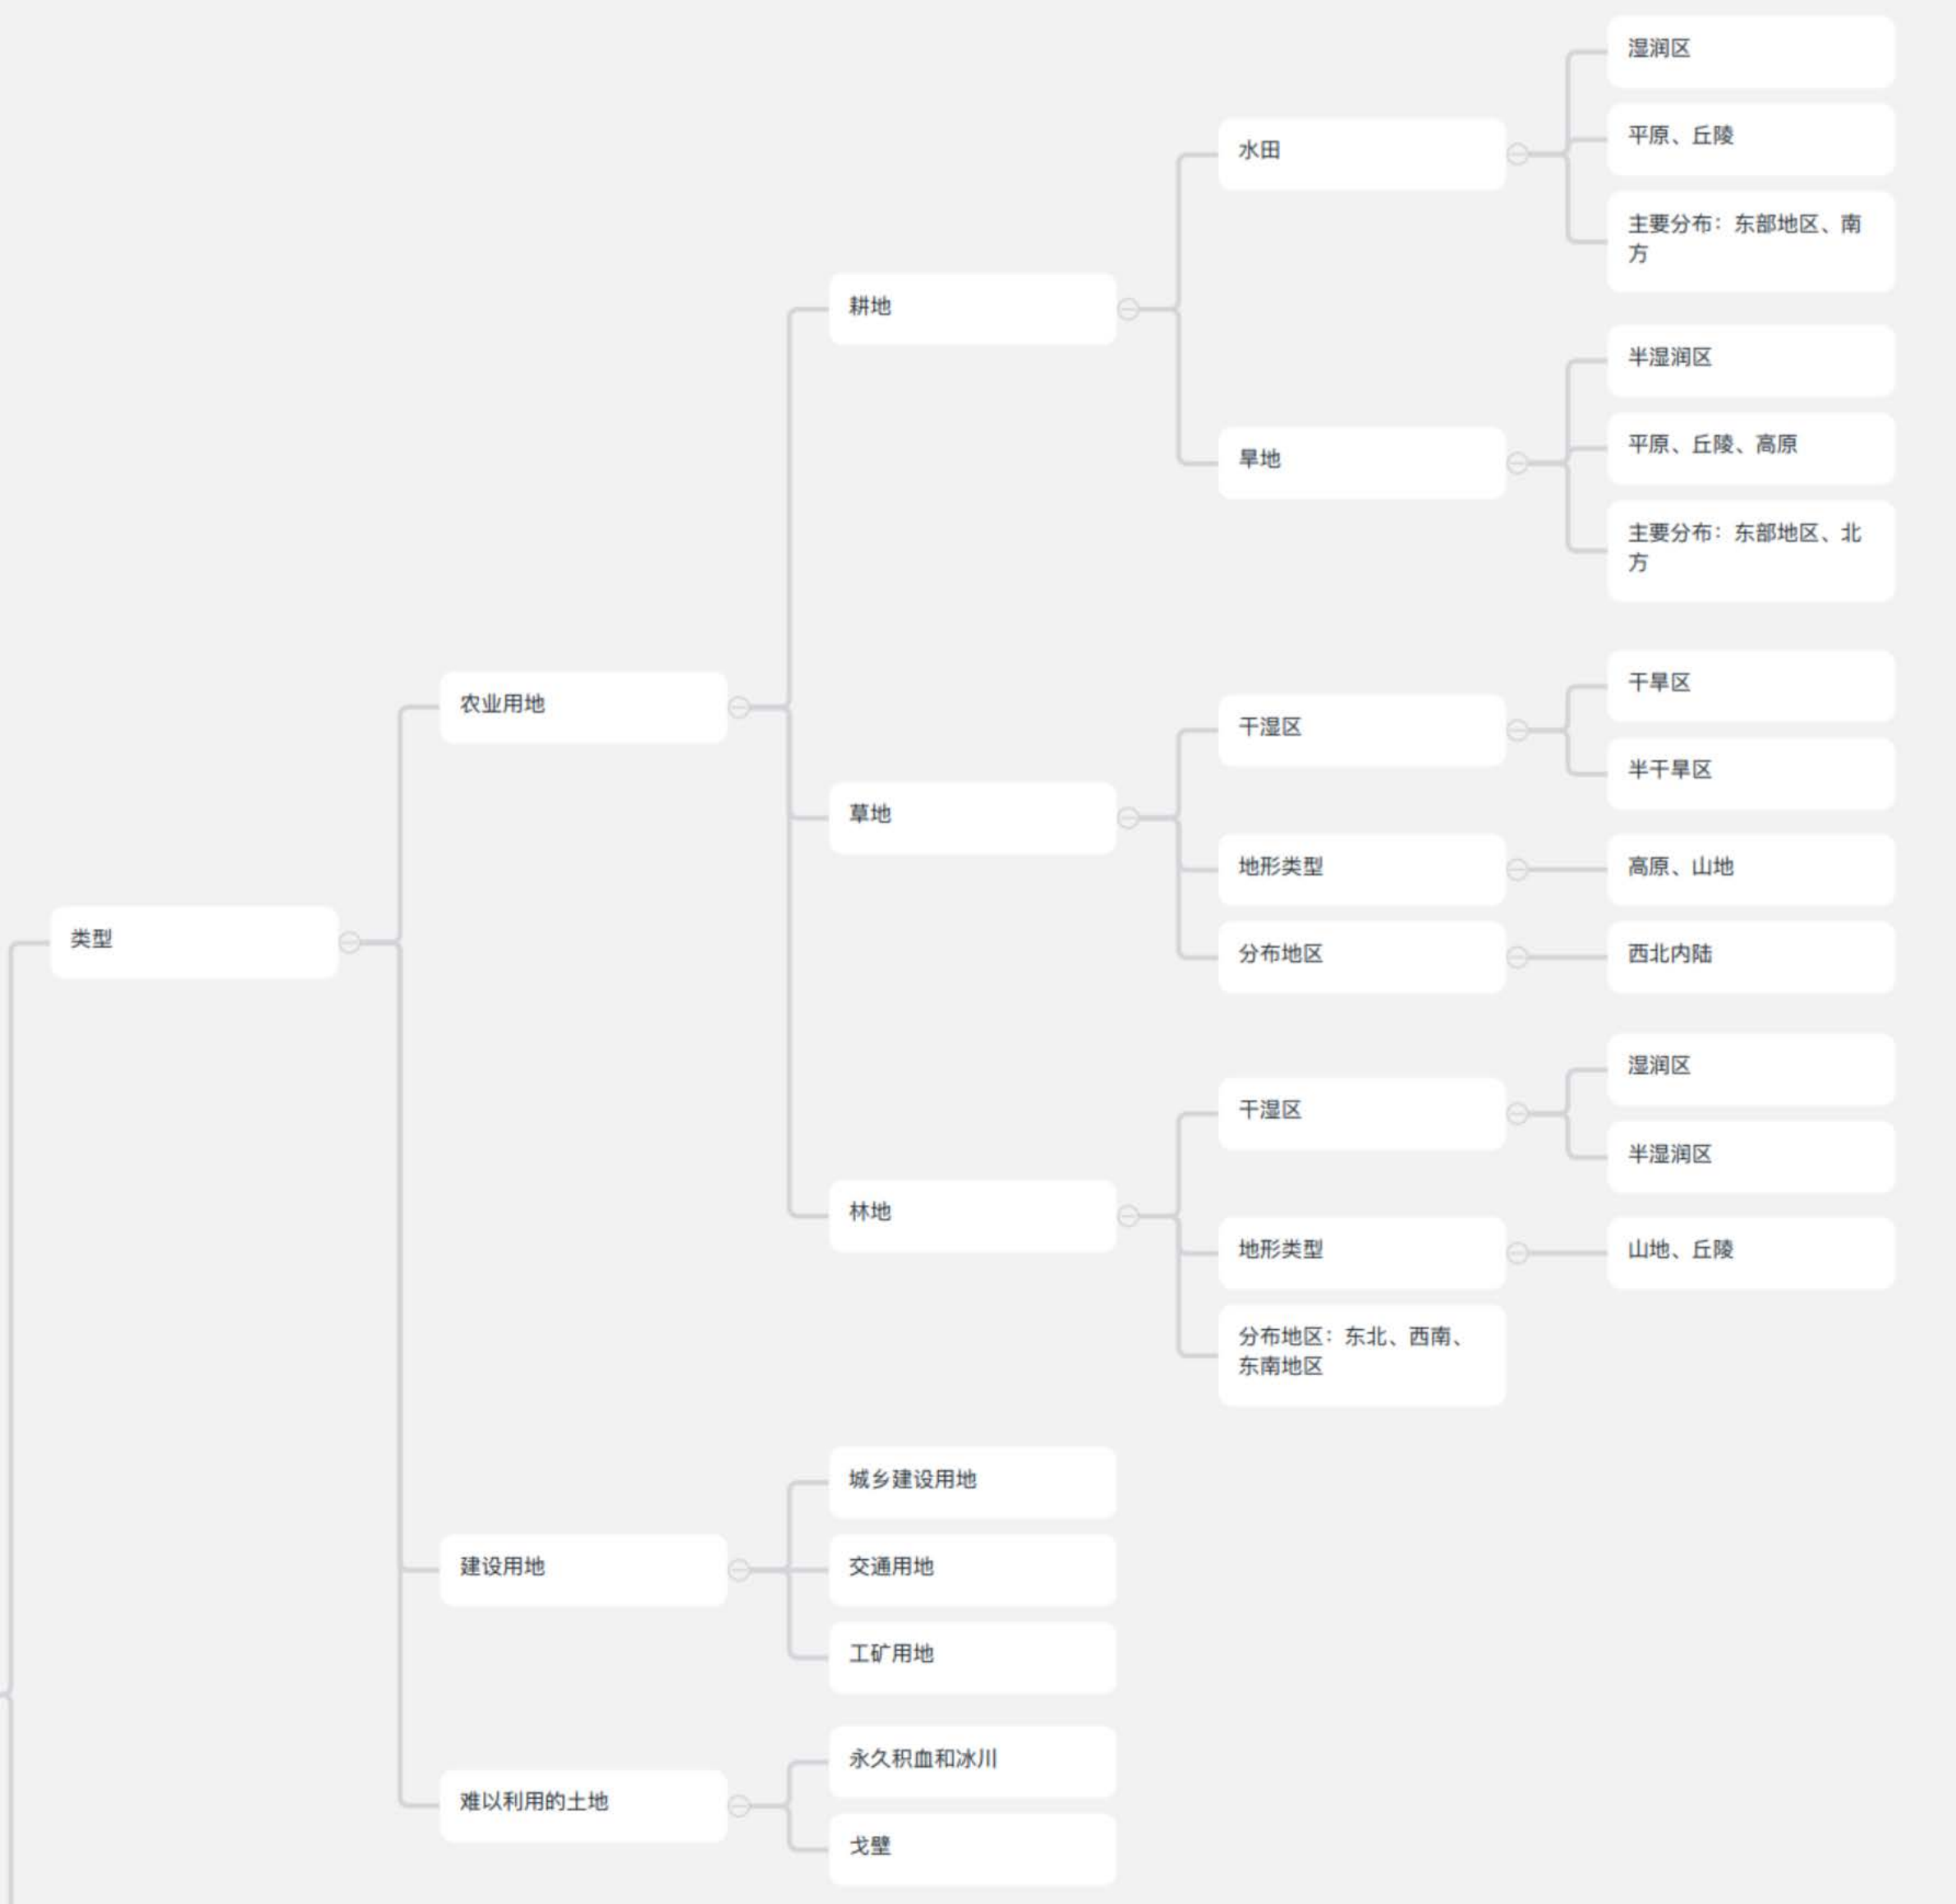 类型
农业用地
耕地
水田
湿润区
平原、丘陵
主要分布：东部地区、南
方
旱地
半湿润区
平原、丘陵、高原
主要分布：东部地区、北
方
草地
干湿区
干旱区
半干旱区
地形类型
高原、山地
分布地区
西北内陆
林地
干湿区
湿润区
半湿润区
地形类型
山地、丘陵
分布地区：东北、西南、
东南地区
建设用地
城乡建设用地
交通用地
工矿用地
难以利用的土地
永久积血和冰川
戈壁